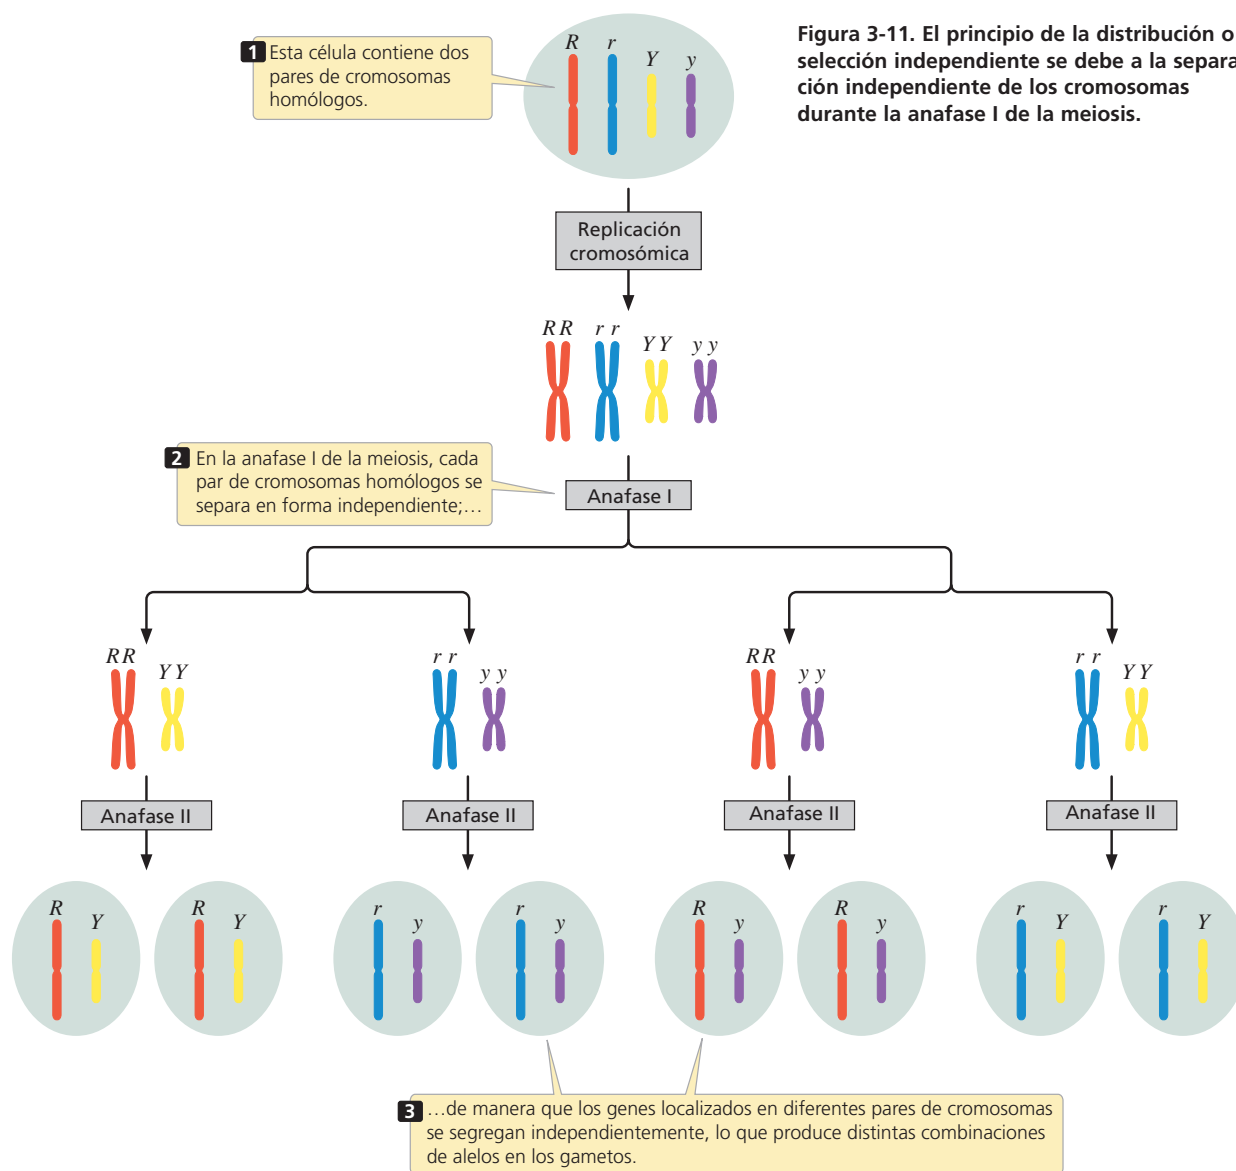 Figura 3-11. El principio de la distribución o
selección independiente se debe a la separa
ción independiente de los cromosomas
durante la anafase I de la meiosis.
1 Esta célula contiene dos
pares de cromosomas
homólogos.
R r Y y
Replicación
cromosómica
R R r r Y Y y y
2 En la anafase I de la meiosis, cada
par de cromosomas homólogos se
separa en forma independiente;…
Anafase I
R R Y Y r r y y R R y y r r Y Y
Anafase II Anafase II Anafase II Anafase II
R Y R Y r y r y R y R y r Y r Y
3 …de manera que los genes localizados en diferentes pares de cromosomas
se segregan independientemente, lo que produce distintas combinaciones
de alelos en los gametos.